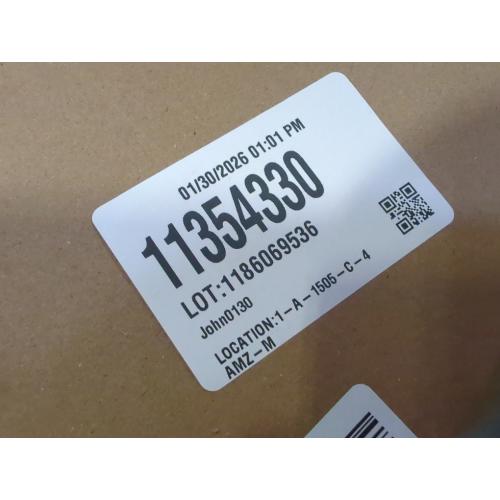 01/30/2026 01:01 PM
11354330
LOT:1186069536
John0130
LOCATION:1-A-1505-C-4
AMZ-M